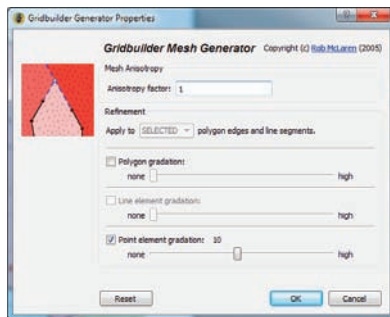 Gridbuilder Generator Properties
Gridbuilder Mesh Generator Copyright (c) Rob McLaren (2005)
Mesh Anisotropy
Anisotropy factor: 1
Refinement
Apply to SELECTED polygon edges and line segments.
Polygon gradation:
none high
Line element gradation:
none high
Point element gradation: 10
none high
Reset OK Cancel